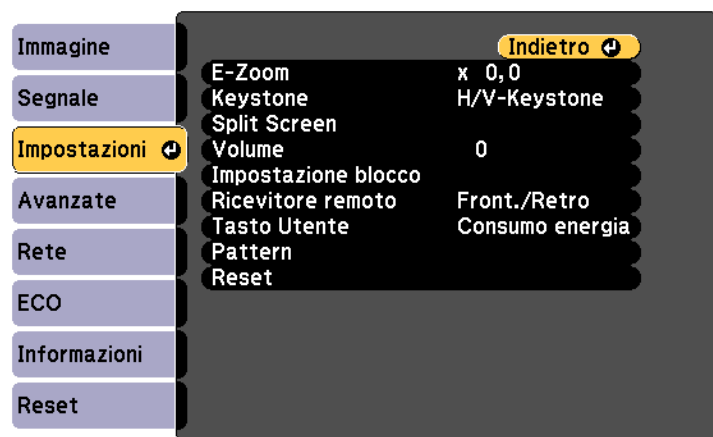 Immagine
Segnale
Impostazioni
Avanzate
Rete
ECO
Informazioni
Reset
Indietro
E-Zoom x 0,0
Keystone H/V-Keystone
Split Screen
Volume 0
Impostazione blocco
Ricevitore remoto Front./Retro
Tasto Utente Consumo energia
Pattern
Reset